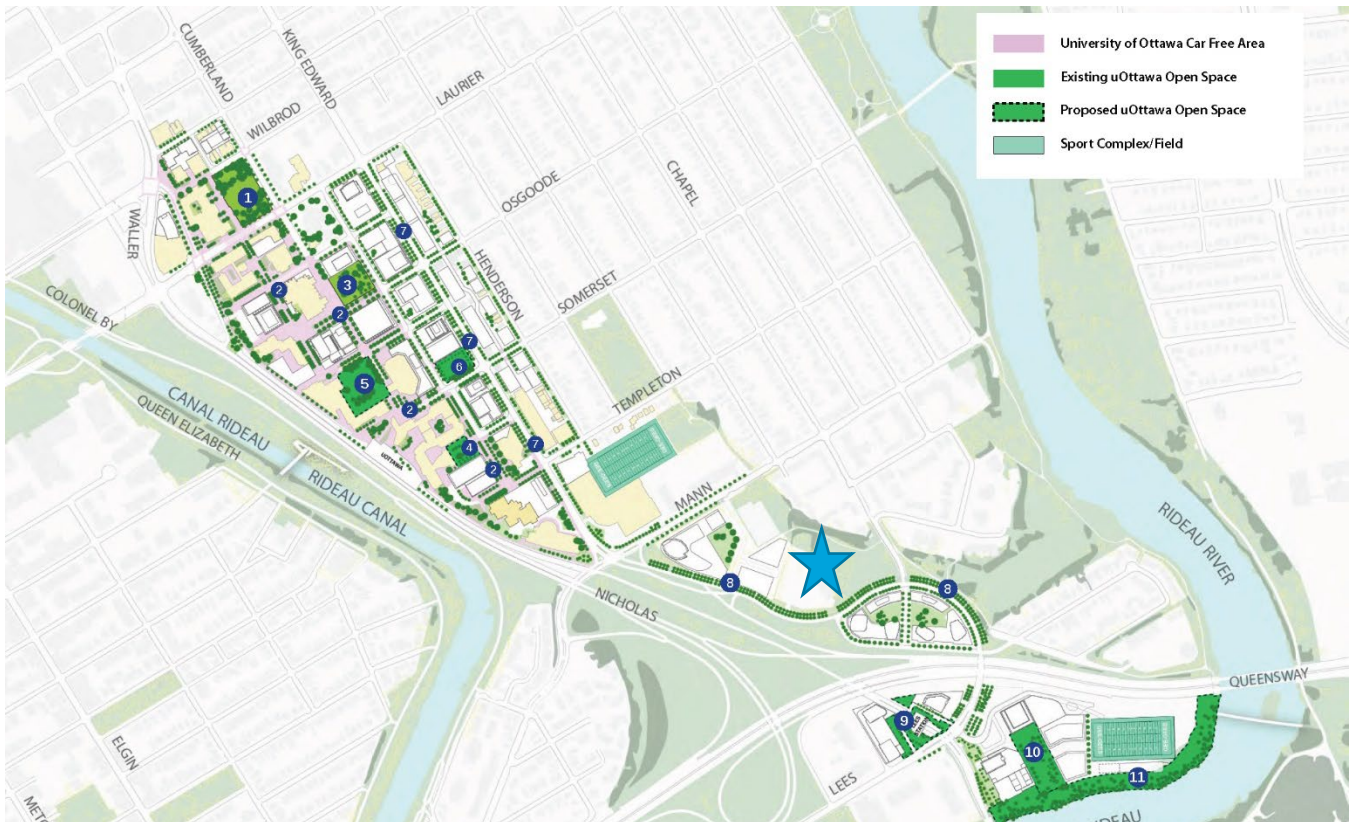 University of Ottawa Car Free Area
Existing uOttawa Open Space
Proposed uOttawa Open Space
Sport Complex/Field
CUMBERLAND
KING EDWARD
WILBROD
LAURIER
1
WALLER
OSGOODE
CHAPEL
7
HENDERSON
2
3
SOMERSET
COLONEL BY
2
7
6
5
TEMPLETON
CANAL RIDEAU
QUEEN ELIZABETH
2
4
7
UOTTAWA
2
RIDEAU CANAL
MANN
RIDEAU RIVER
8
8
NICHOLAS
QUEENSWAY
9
10
11
ELGIN
LEES
RIDEAU